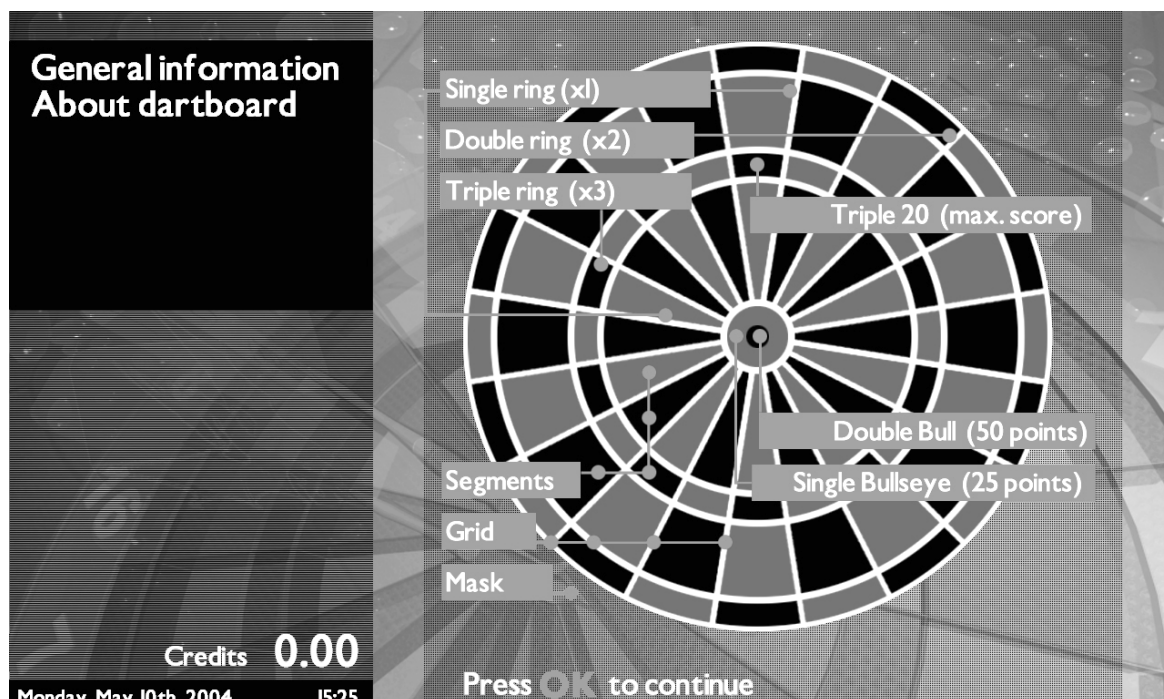 General information
About dartboard
Single ring (x1)
Double ring (x2)
Triple ring (x3)
Triple 20 (max. score)
Double Bull (50 points)
Single Bullseye (25 points)
Segments
Grid
Mask
Credits 0.00
Monday, May 10th, 2004 15:25
Press OK to continue